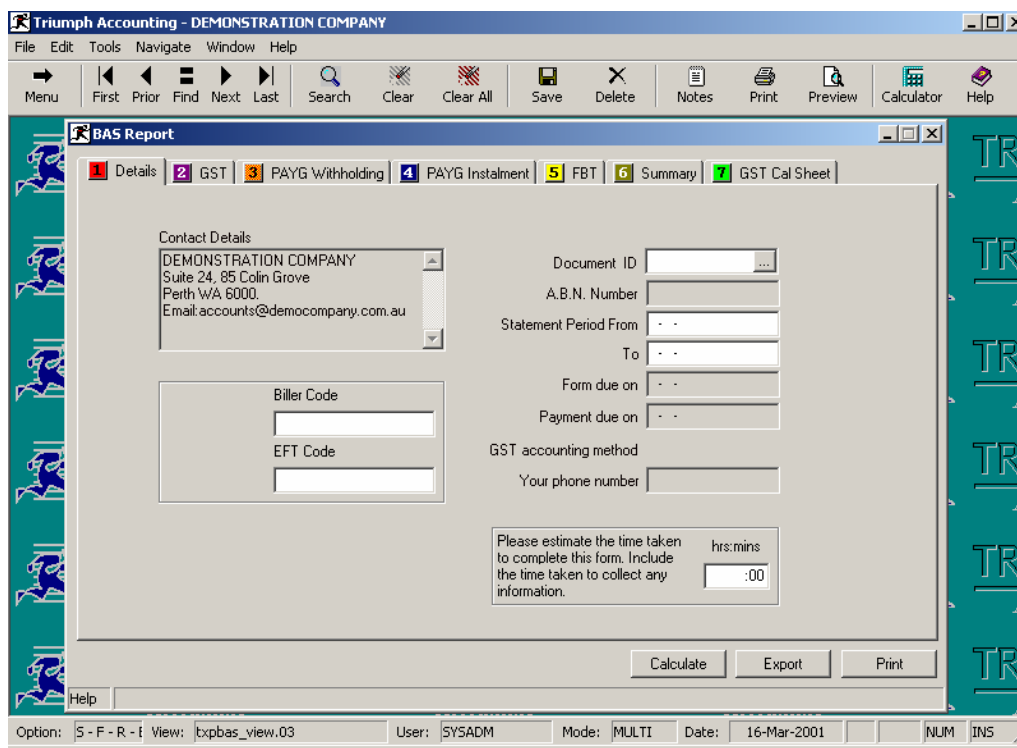 Triumph Accounting - DEMONSTRATION COMPANY
File Edit Tools Navigate Window Help
Menu First Prior Find Next Last Search Clear Clear All Save Delete Notes Print Preview Calculator Help
BAS Report
1 Details 2 GST 3 PAYG Withholding 4 PAYG Instalment 5 FBT 6 Summary 7 GST Cal Sheet
Contact Details
DEMONSTRATION COMPANY
Suite 24, 85 Colin Grove
Perth WA 6000.
Email:accounts@democompany.com.au
Biller Code
EFT Code
Document ID ...
A.B.N. Number
Statement Period From - -
To - -
Form due on - -
Payment due on - -
GST accounting method
Your phone number
Please estimate the time taken
to complete this form. Include
the time taken to collect any
information.
hrs:mins
:00
Calculate Export Print
Help
TR
TR
TR
TR
TR
TR
Option: S - F - R - View: txpbas_view.03 User: SYSADM Mode: MULTI Date: 16-Mar-2001 NUM INS